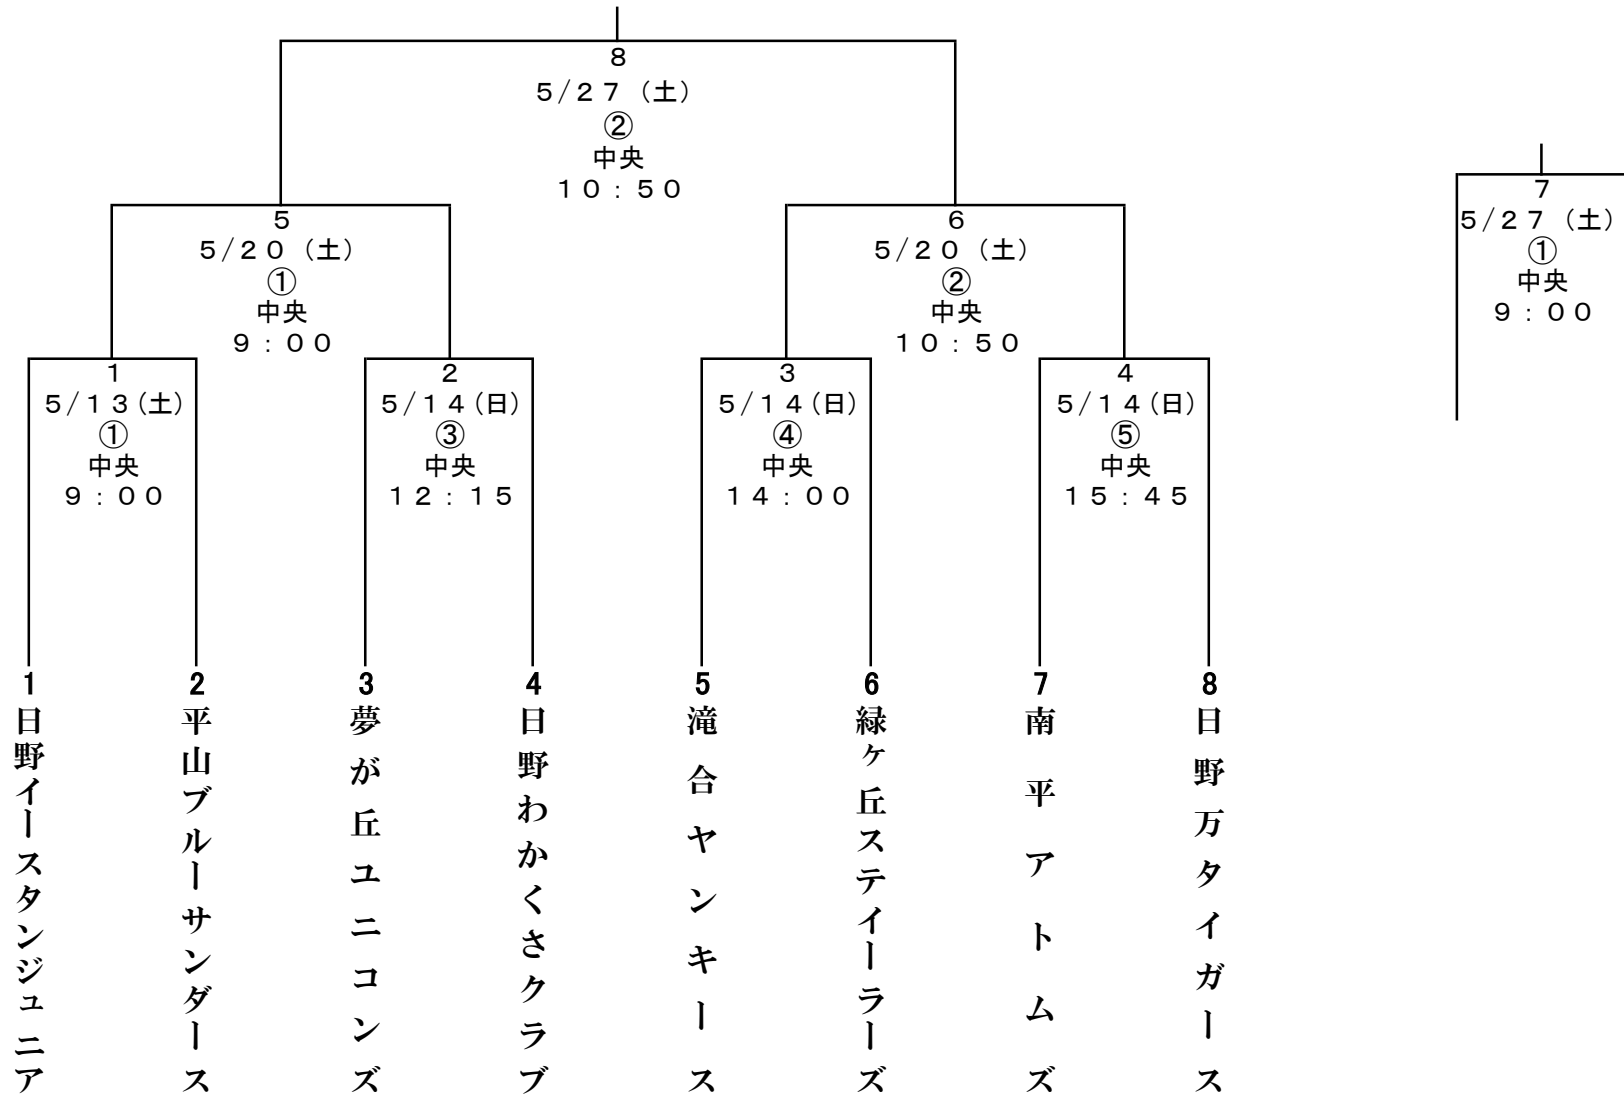 8
５/２７（土）
②
中央
１０：５０
7
５/２７（土）
①
中央
９：００
5
５/２０（土）
①
中央
９：００
6
５/２０（土）
②
中央
１０：５０
1
５/１３（土）
①
中央
９：００
2
５/１４（日）
③
中央
１２：１５
3
５/１４（日）
④
中央
１４：００
4
５/１４（日）
⑤
中央
１５：４５
1
日野イースタンジュニア
2
平山ブルーサンダース
3
夢が丘ユニコンズ
4
日野わかくさクラブ
5
滝合ヤンキース
6
緑ヶ丘ステイーラーズ
7
南平アトムズ
8
日野万タイガース